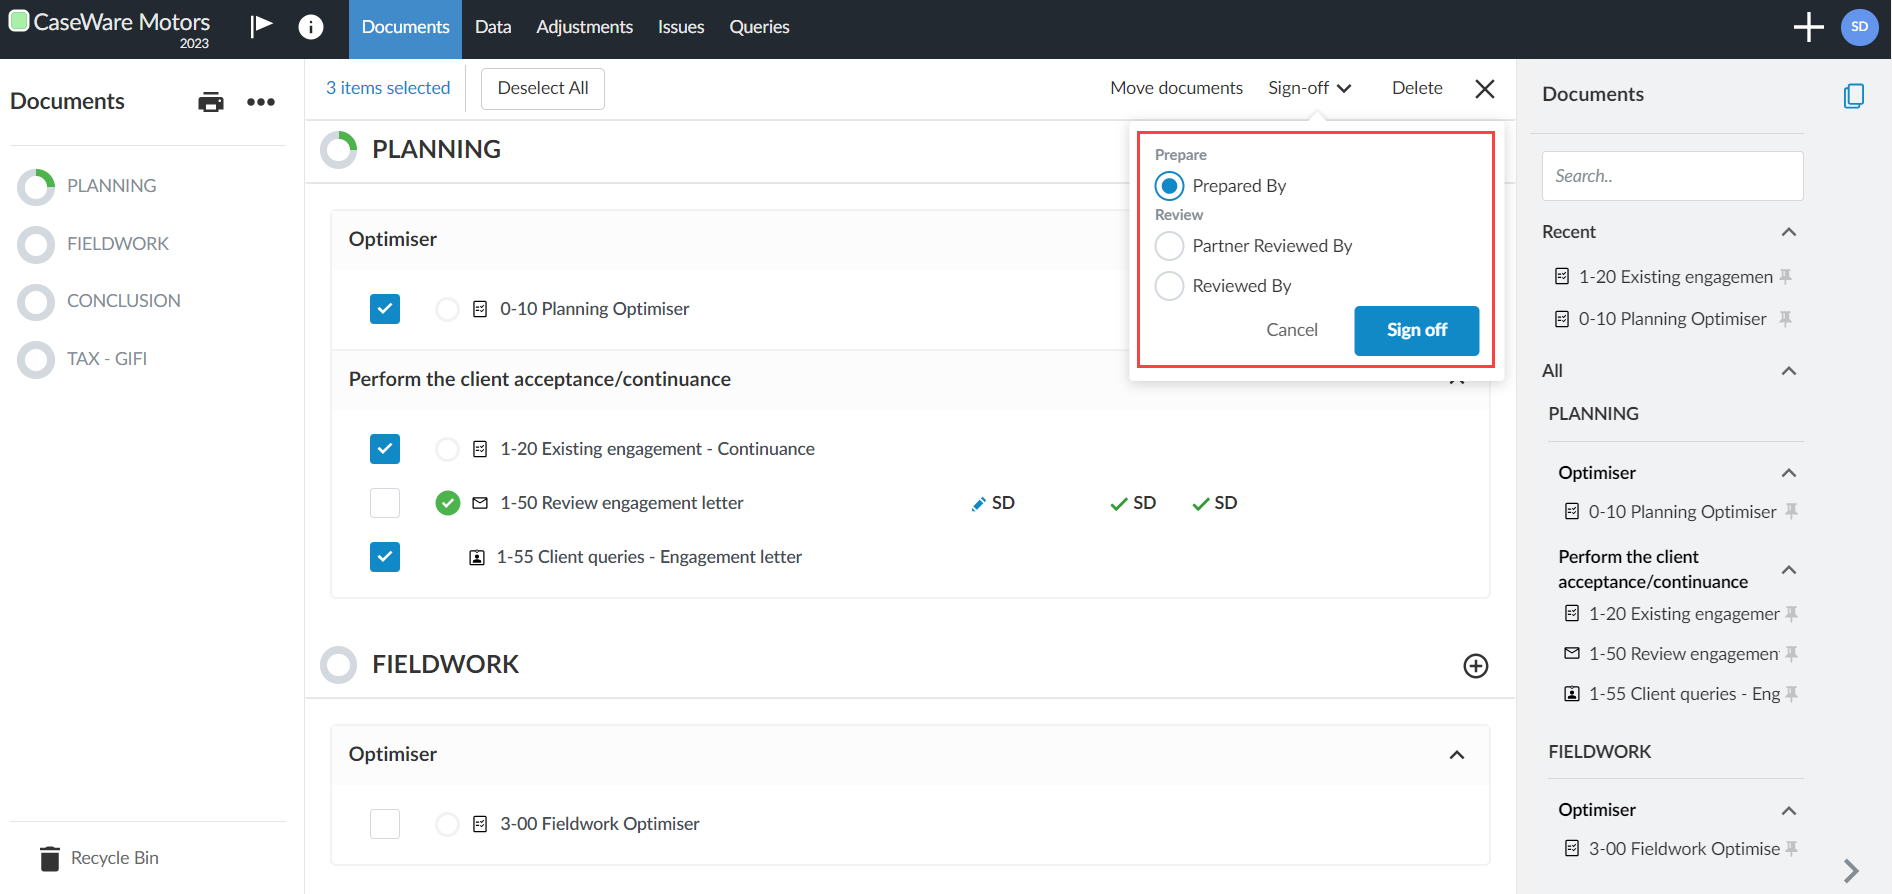 CaseWare Motors
2023
Documents
Data
Adjustments
Issues
Queries
SD
Documents
PLANNING
FIELDWORK
CONCLUSION
TAX - GIFI
Recycle Bin
3 items selected
Deselect All
Move documents
Sign-off
Delete
PLANNING
Prepare
Prepared By
Review
Partner Reviewed By
Reviewed By
Cancel
Sign off
Optimiser
0-10 Planning Optimiser
Perform the client acceptance/continuance
1-20 Existing engagement - Continuance
1-50 Review engagement letter
SD
SD
SD
1-55 Client queries - Engagement letter
FIELDWORK
Optimiser
3-00 Fieldwork Optimiser
Documents
Search..
Recent
1-20 Existing engagemen
0-10 Planning Optimiser
All
PLANNING
Optimiser
0-10 Planning Optimiser
Perform the client
acceptance/continuance
1-20 Existing engagemer
1-50 Review engagemen
1-55 Client queries - Eng
FIELDWORK
Optimiser
3-00 Fieldwork Optimise